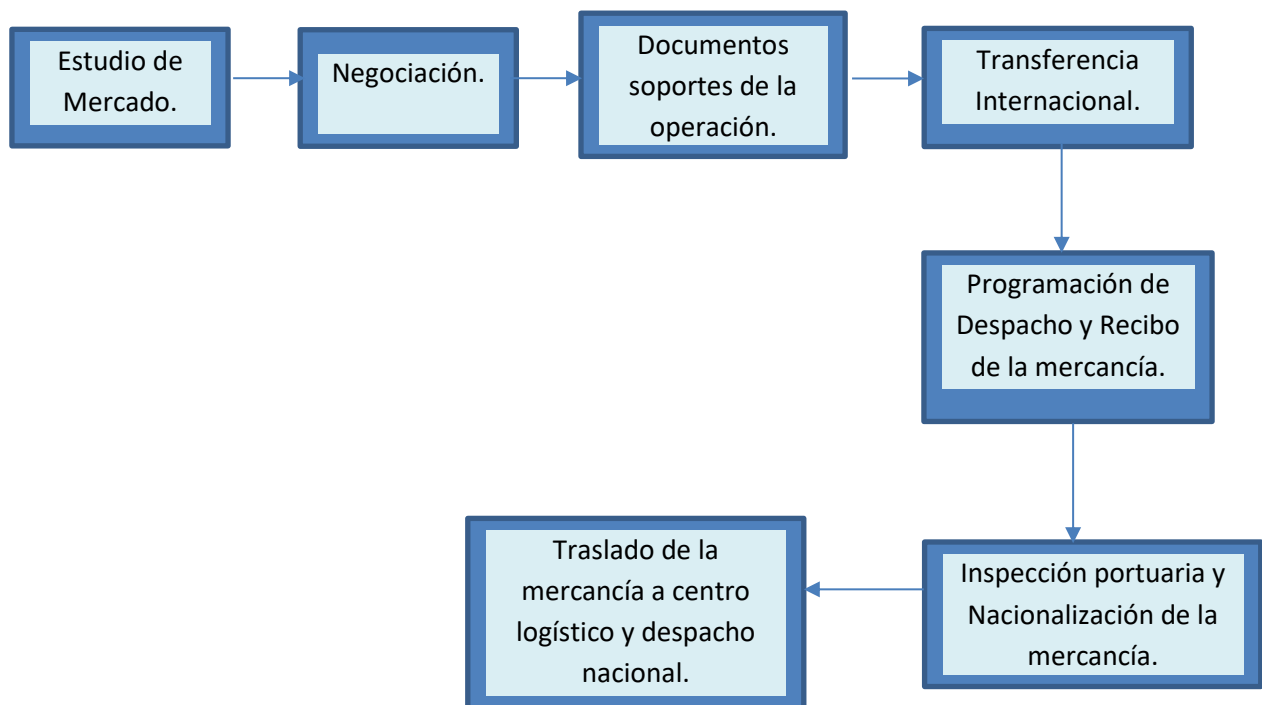 Estudio de
Mercado.
Negociación.
Documentos
soportes de la
operación.
Transferencia
Internacional.
Programación de
Despacho y Recibo
de la mercancía.
Inspección portuaria y
Nacionalización de la
mercancía.
Traslado de la
mercancía a centro
logístico y despacho
nacional.